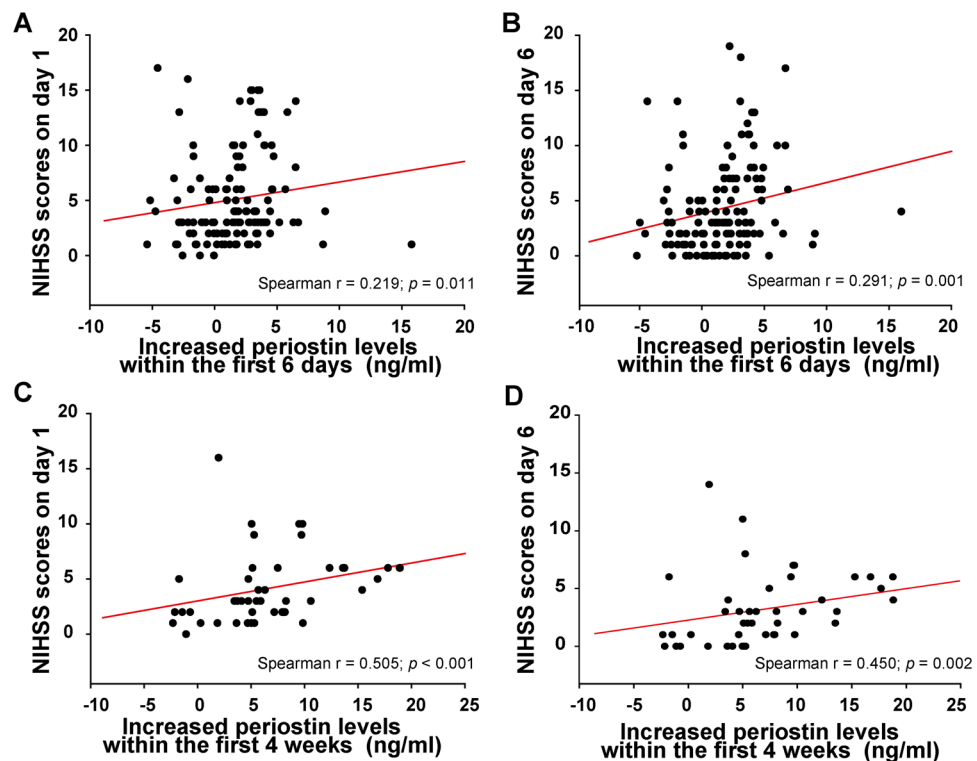 A
NIHSS scores on day 1
20
15
10
5
0
Spearman r = 0.219; p = 0.011
-10 -5 0 5 10 15 20
Increased periostin levels
within the first 6 days (ng/ml)
B
NIHSS scores on day 6
20
15
10
5
0
Spearman r = 0.291; p = 0.001
-10 -5 0 5 10 15 20
Increased periostin levels
within the first 6 days (ng/ml)
C
NIHSS scores on day 1
20
15
10
5
0
Spearman r = 0.505; p < 0.001
-10 -5 0 5 10 15 20 25
Increased periostin levels
within the first 4 weeks (ng/ml)
D
NIHSS scores on day 6
20
15
10
5
0
Spearman r = 0.450; p = 0.002
-10 -5 0 5 10 15 20 25
Increased periostin levels
within the first 4 weeks (ng/ml)